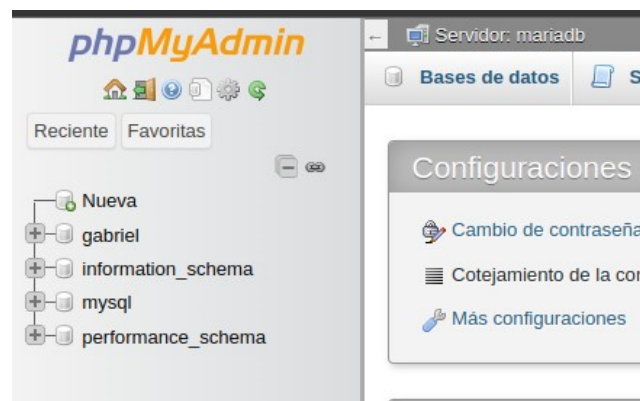 phpMyAdmin
Reciente Favoritas
Nueva
gabriel
information_schema
mysql
performance_schema
Servidor: mariadb
Bases de datos
Configuraciones
Cambio de contraseña
Cotejamiento de la
Más configuraciones